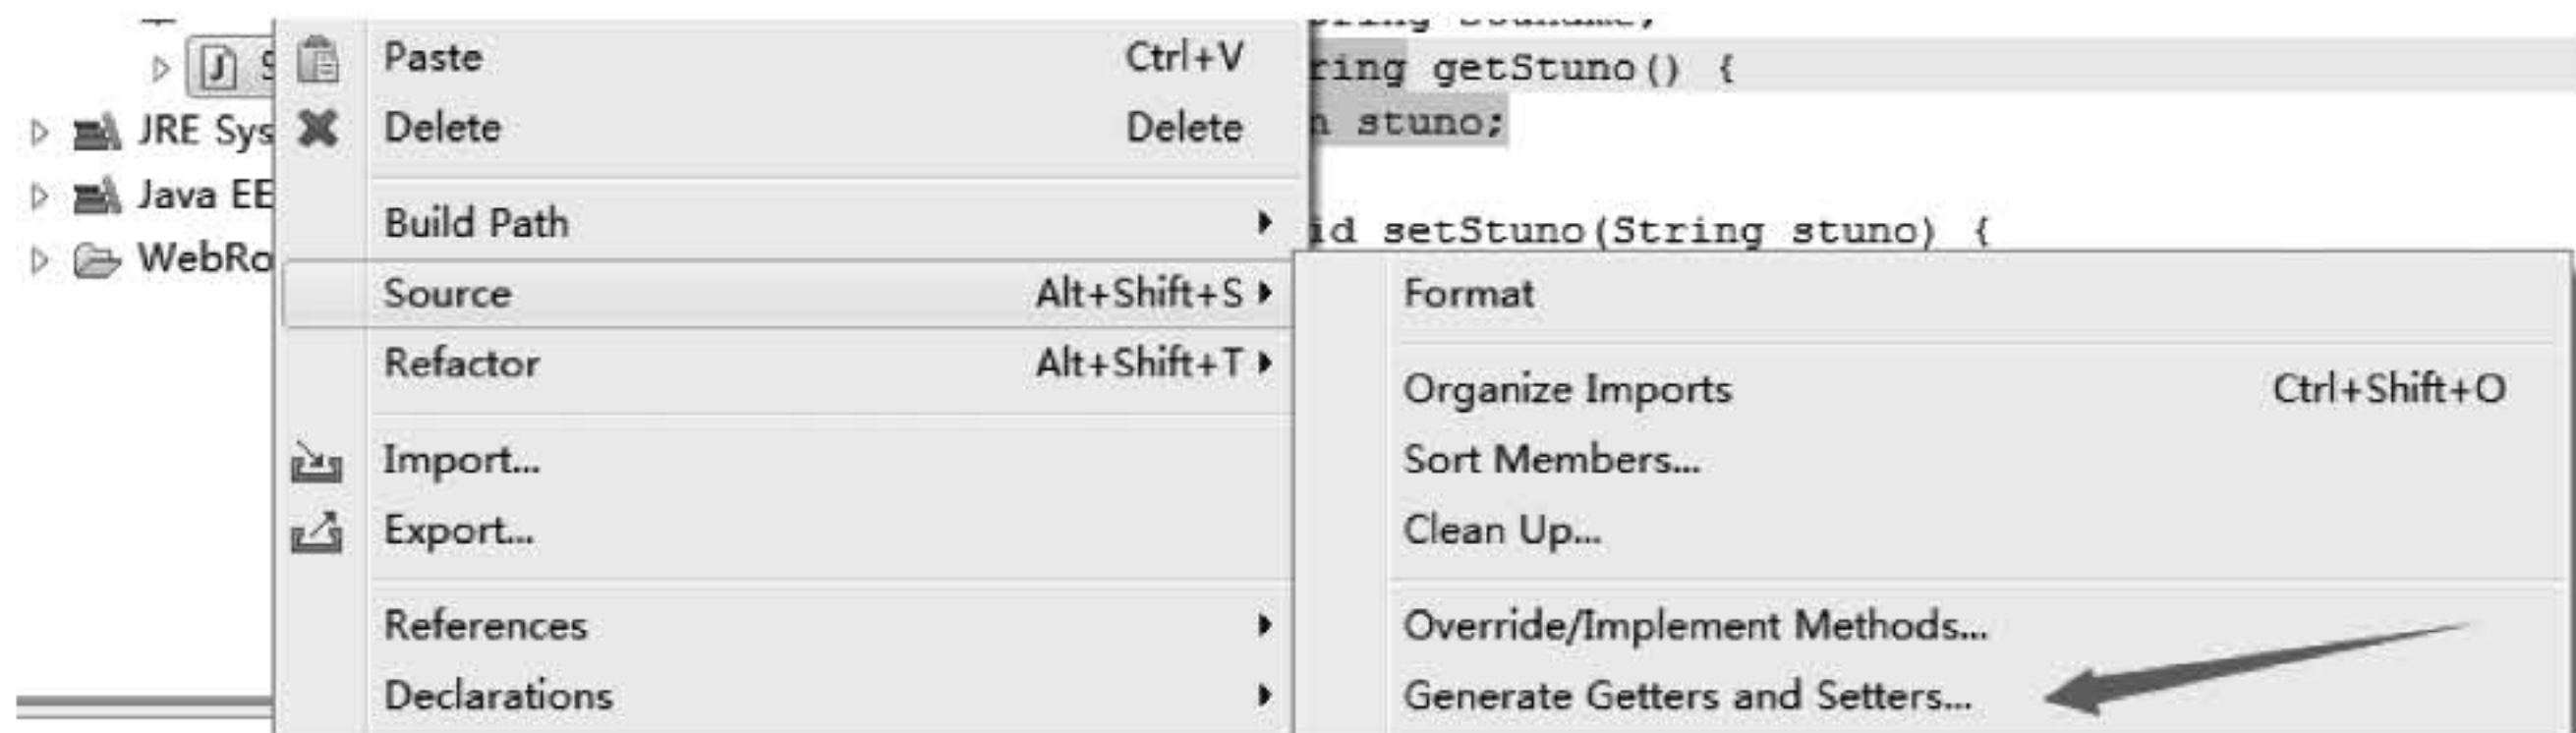 Paste Ctrl+V
Delete Delete
Build Path
Source Alt+Shift+S
Refactor Alt+Shift+T
Import...
Export...
References
Declarations
JRE Sys
Java EE
WebRo
ring getStuno() {
n stuno;
id setStuno(String stuno) {
Format
Organize Imports Ctrl+Shift+O
Sort Members...
Clean Up...
Override/Implement Methods...
Generate Getters and Setters...